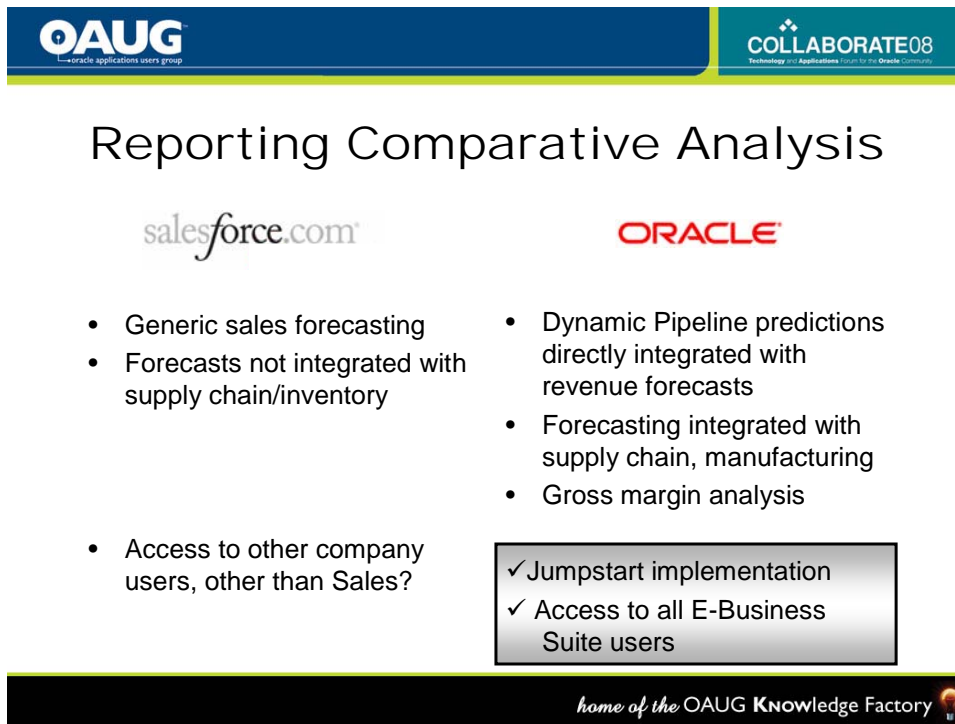 OAUG
oracle applications users group
COLLABORATE08
Technology and Applications Forum for the Oracle Community
Reporting Comparative Analysis
salesforce.com
• Generic sales forecasting
• Forecasts not integrated with
supply chain/inventory
• Access to other company
users, other than Sales?
ORACLE
• Dynamic Pipeline predictions
directly integrated with
revenue forecasts
• Forecasting integrated with
supply chain, manufacturing
• Gross margin analysis
✓Jumpstart implementation
✓ Access to all E-Business
Suite users
home of the OAUG KNOWledge Factory